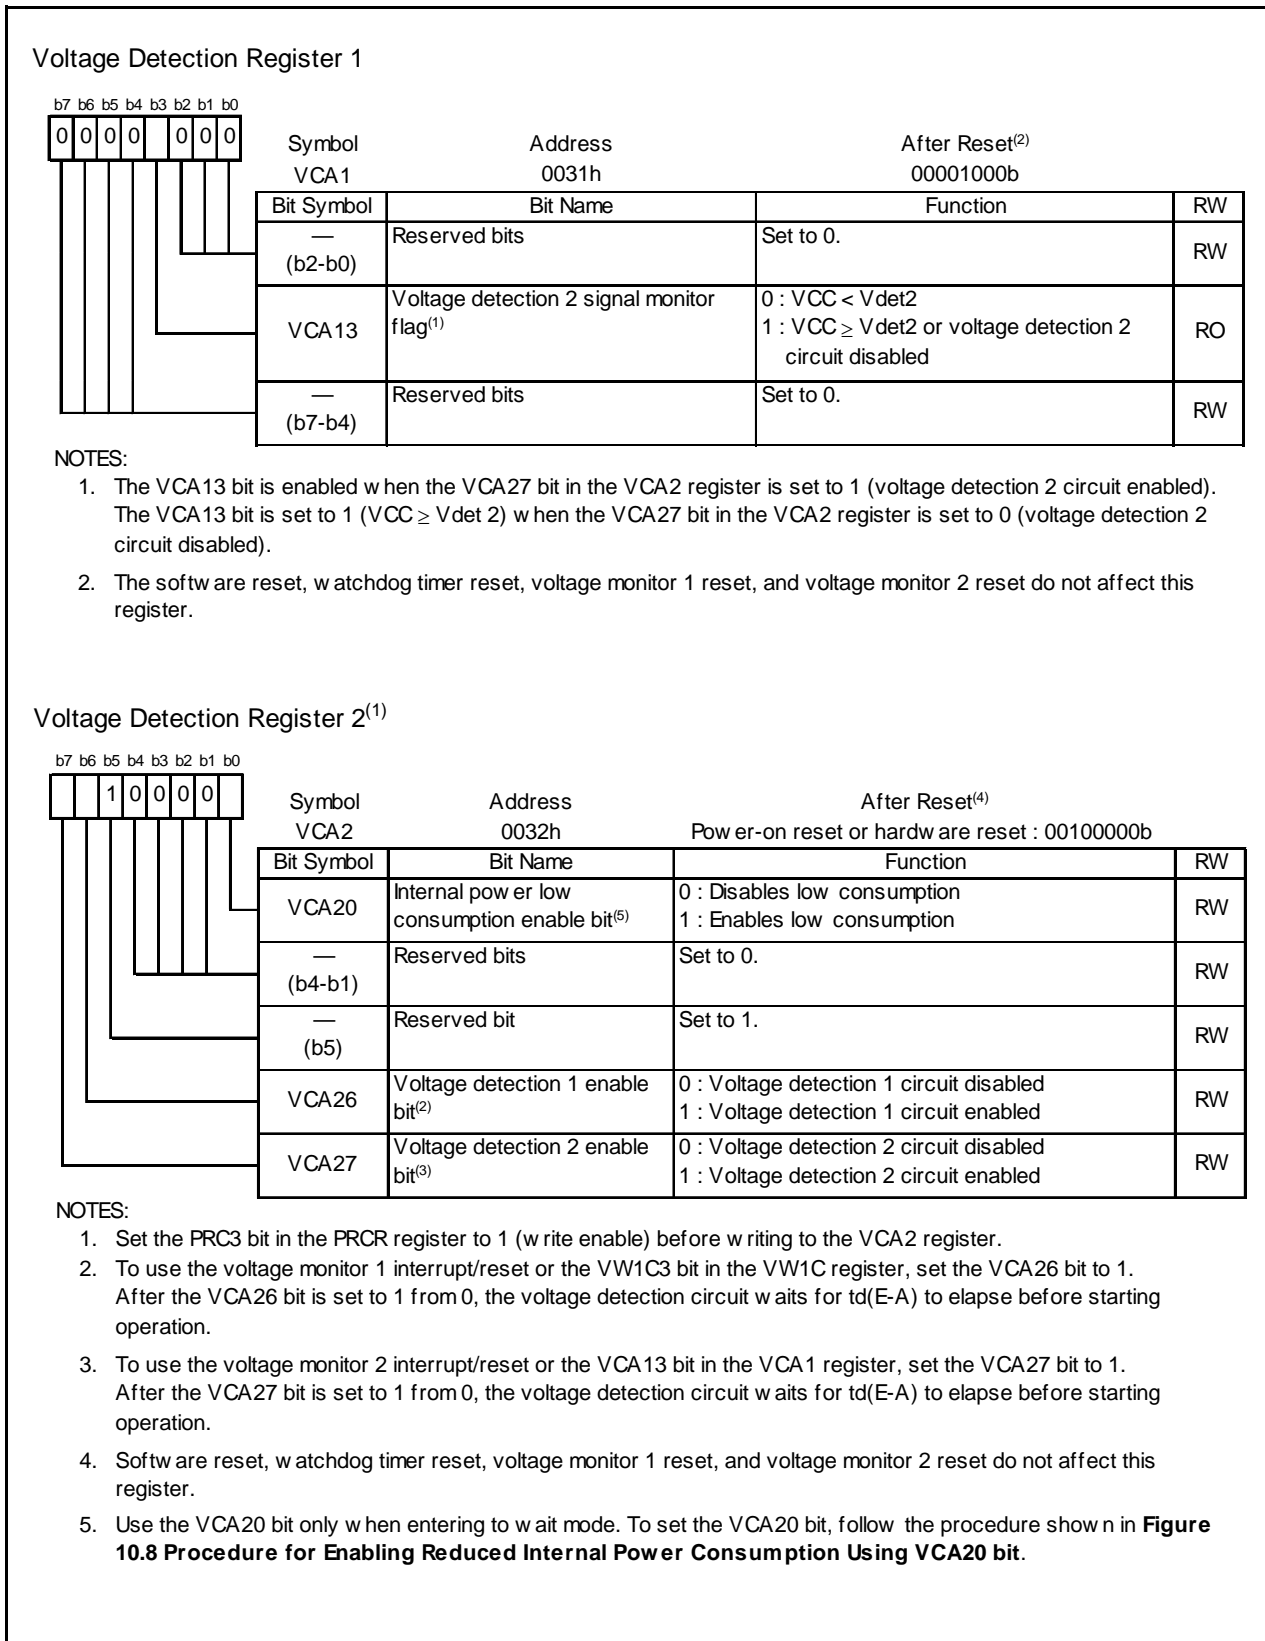 Voltage Detection Register 1
b7 b6 b5 b4 b3 b2 b1 b0
0 0 0 0 0 0 0
Symbol Address After Reset(2)
VCA1 0031h 00001000b
Bit Symbol Bit Name Function RW
— Reserved bits Set to 0. RW
(b2-b0)
VCA13 Voltage detection 2 signal monitor flag(1) 0 : VCC < Vdet2 RO
1 : VCC ≥ Vdet2 or voltage detection 2
circuit disabled
— Reserved bits Set to 0. RW
(b7-b4)
NOTES:
1. The VCA13 bit is enabled when the VCA27 bit in the VCA2 register is set to 1 (voltage detection 2 circuit enabled).
The VCA13 bit is set to 1 (VCC ≥ Vdet 2) when the VCA27 bit in the VCA2 register is set to 0 (voltage detection 2
circuit disabled).
2. The software reset, watchdog timer reset, voltage monitor 1 reset, and voltage monitor 2 reset do not affect this
register.
Voltage Detection Register 2(1)
b7 b6 b5 b4 b3 b2 b1 b0
1 0 0 0 0
Symbol Address After Reset(4)
VCA2 0032h Power-on reset or hardware reset : 00100000b
Bit Symbol Bit Name Function RW
VCA20 Internal power low consumption enable bit(5) 0 : Disables low consumption RW
1 : Enables low consumption
— Reserved bits Set to 0. RW
(b4-b1)
— Reserved bit Set to 1. RW
(b5)
VCA26 Voltage detection 1 enable bit(2) 0 : Voltage detection 1 circuit disabled RW
1 : Voltage detection 1 circuit enabled
VCA27 Voltage detection 2 enable bit(3) 0 : Voltage detection 2 circuit disabled RW
1 : Voltage detection 2 circuit enabled
NOTES:
1. Set the PRC3 bit in the PRCR register to 1 (write enable) before writing to the VCA2 register.
2. To use the voltage monitor 1 interrupt/reset or the VW1C3 bit in the VW1C register, set the VCA26 bit to 1.
After the VCA26 bit is set to 1 from 0, the voltage detection circuit waits for td(E-A) to elapse before starting
operation.
3. To use the voltage monitor 2 interrupt/reset or the VCA13 bit in the VCA1 register, set the VCA27 bit to 1.
After the VCA27 bit is set to 1 from 0, the voltage detection circuit waits for td(E-A) to elapse before starting
operation.
4. Software reset, watchdog timer reset, voltage monitor 1 reset, and voltage monitor 2 reset do not affect this
register.
5. Use the VCA20 bit only when entering to wait mode. To set the VCA20 bit, follow the procedure shown in Figure
10.8 Procedure for Enabling Reduced Internal Power Consumption Using VCA20 bit.